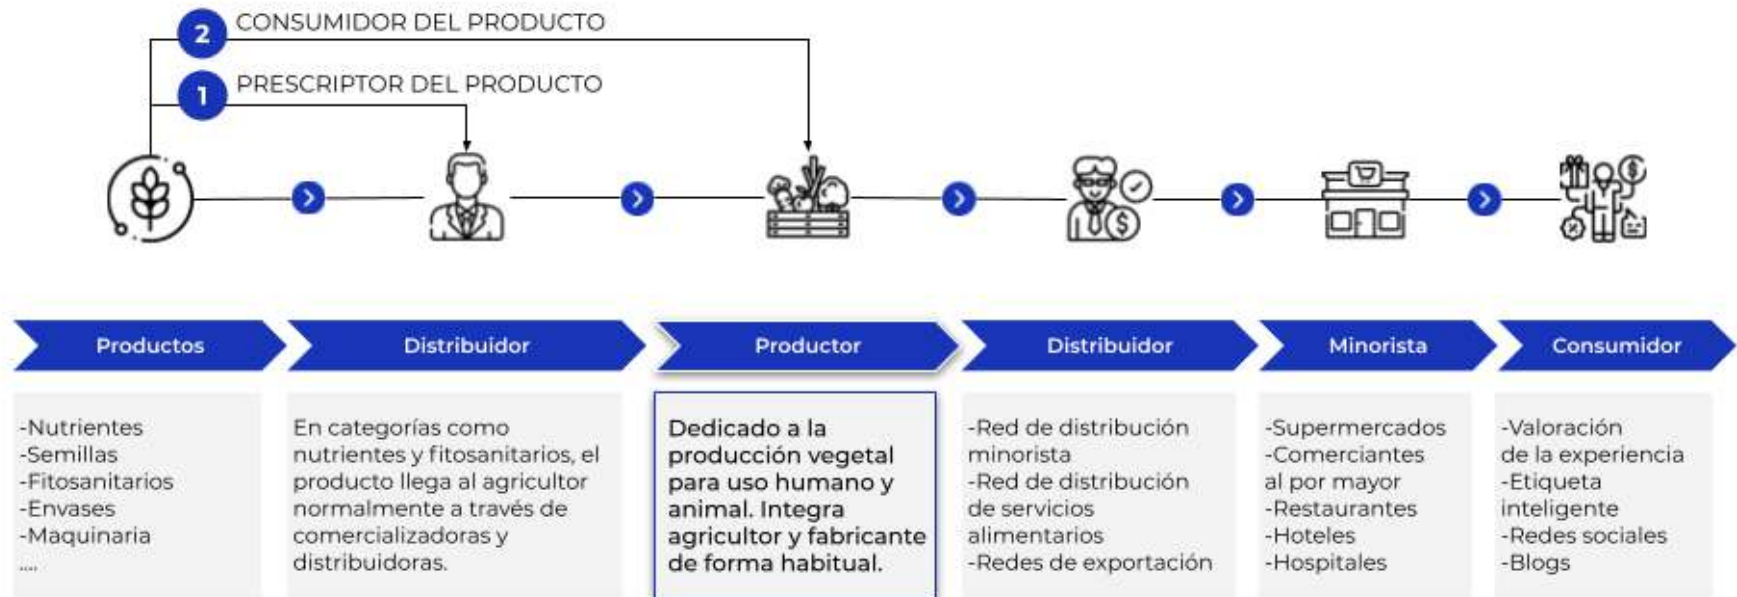 2 CONSUMIDOR DEL PRODUCTO
1 PRESCRIPTOR DEL PRODUCTO
Productos
-Nutrientes
-Semillas
-Fitosanitarios
-Envases
-Maquinaria
....
Distribuidor
En categorías como
nutrientes y fitosanitarios, el
producto llega al agricultor
normalmente a través de
comercializadoras y
distribuidoras.
Productor
Dedicado a la
producción vegetal
para uso humano y
animal. Integra
agricultor y fabricante
de forma habitual.
Distribuidor
-Red de distribución
minorista
-Red de distribución
de servicios
alimentarios
-Redes de exportación
Minorista
-Supermercados
-Comerciantes
al por mayor
-Restaurantes
-Hoteles
-Hospitales
Consumidor
-Valoración
de la experiencia
-Etiqueta
inteligente
-Redes sociales
-Blogs